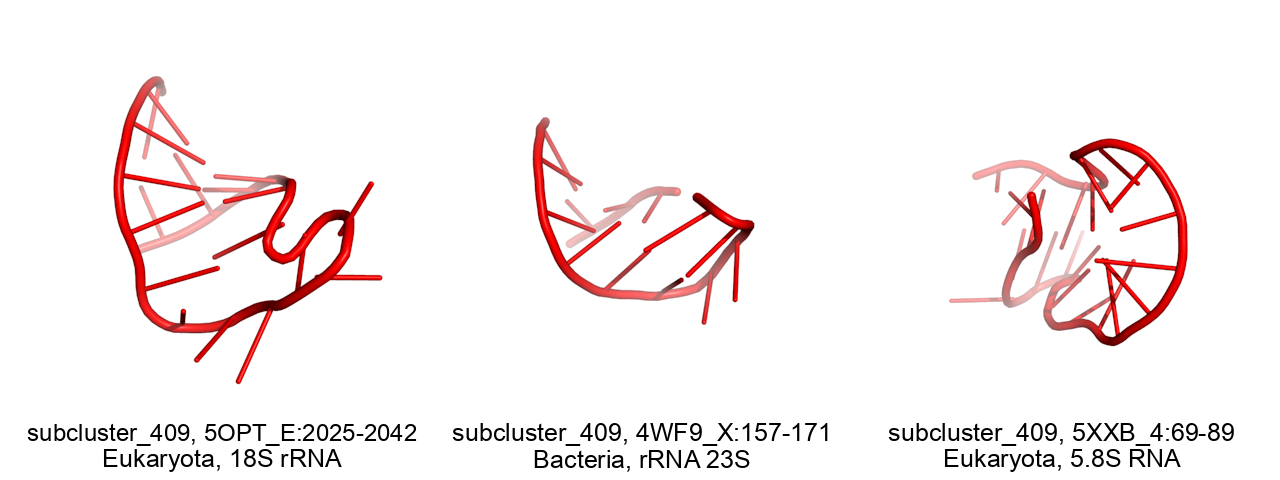 subcluster_409, 5OPT_E:2025-2042
Eukaryota, 18S rRNA
subcluster_409, 4WF9_X:157-171
Bacteria, rRNA 23S
subcluster_409, 5XXB_4:69-89
Eukaryota, 5.8S RNA